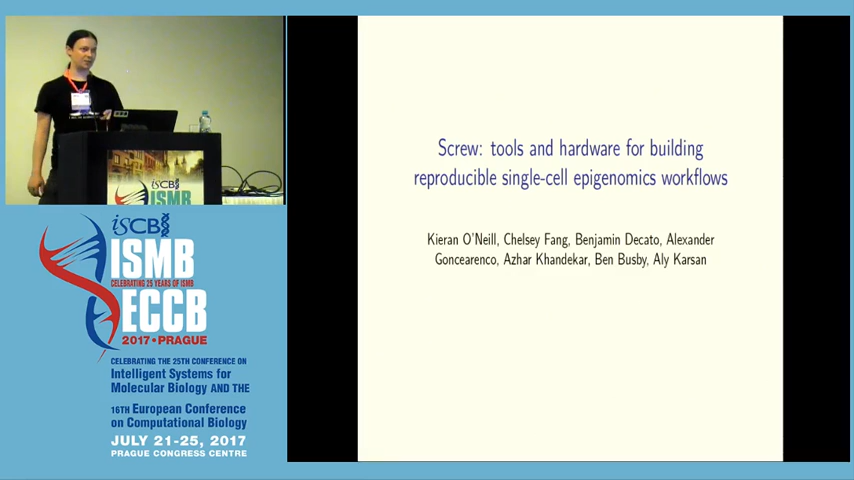 Screw: tools and hardware for building
reproducible single-cell epigenomics workflows
Kieran O'Neill, Chelsey Fang, Benjamin Decato, Alexander
Goncearenco, Azhar Khandekar, Ben Busby, Aly Karsan
iSCB
ISMB
iSCB
ISMB
CELEBRATING 25 YEARS OF ISMB
ECCB
2017 • PRAGUE
CELEBRATING THE 25TH CONFERENCE ON
Intelligent Systems for
Molecular Biology AND THE
16TH European Conference
on Computational Biology
JULY 21-25, 2017
PRAGUE CONGRESS CENTRE